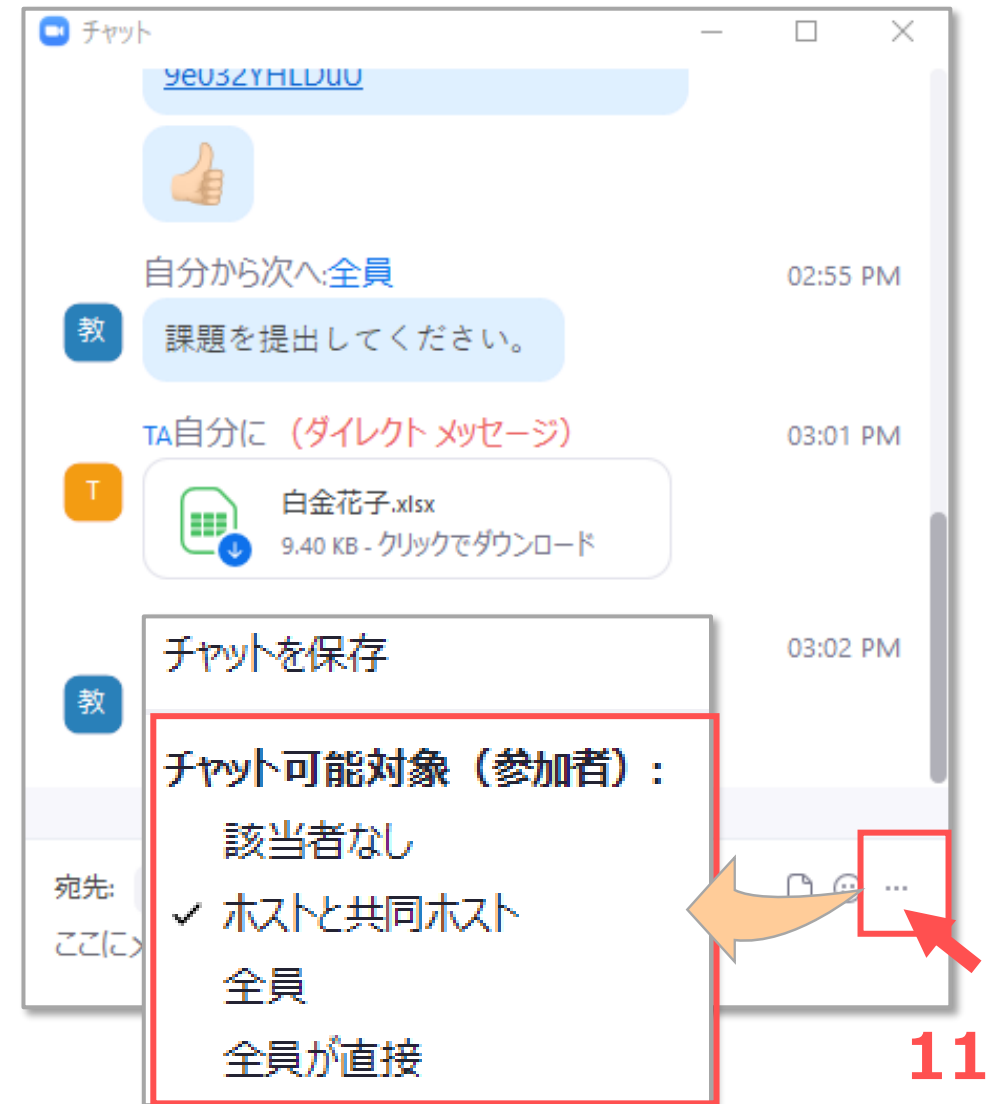 チャット
9e032YHLDuU
自分から次へ:全員 02:55 PM
教
課題を提出してください。
TA自分に（ダイレクト メッセージ） 03:01 PM
T
白金花子.xlsx
9.40 KB - クリックでダウンロード
03:02 PM
教
チャットを保存
チャット可能対象（参加者）:
該当者なし
✓ ホストと共同ホスト
全員
全員が直接
宛先: ...
ここに
11